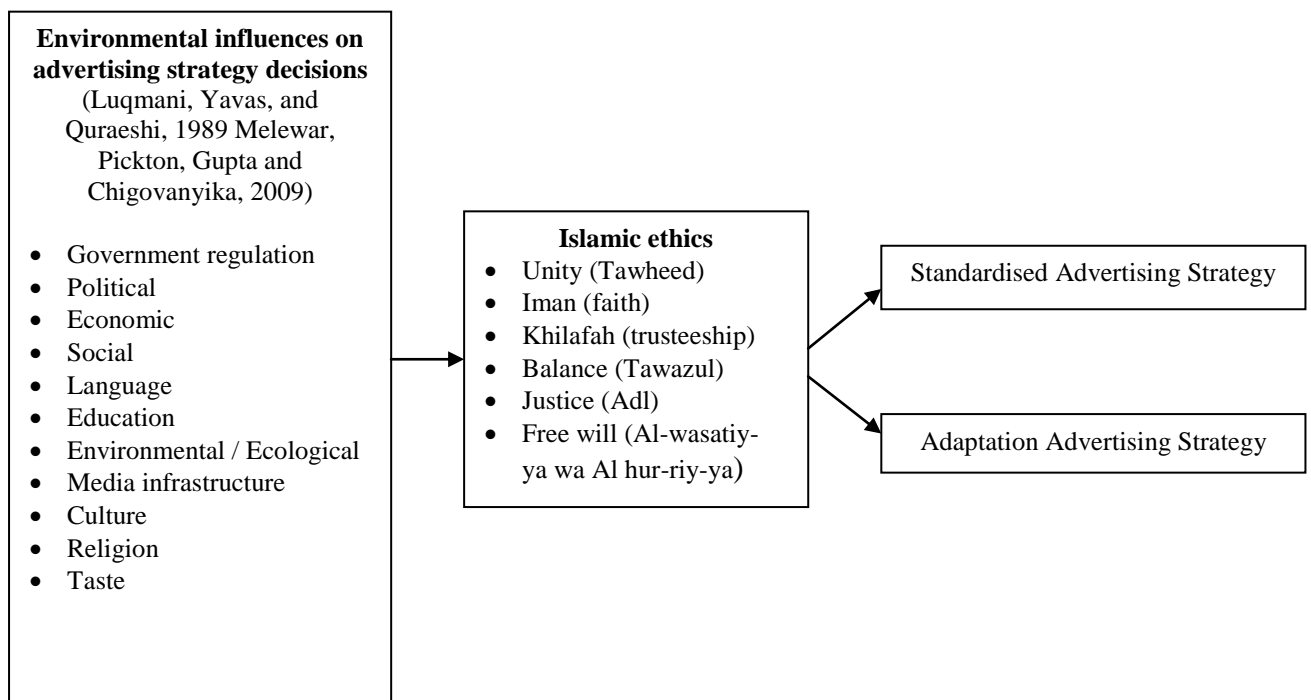 Environmental influences on
advertising strategy decisions
(Luqmani, Yavas, and
Quraeshi, 1989 Melewar,
Pickton, Gupta and
Chigovanyika, 2009)
• Government regulation
• Political
• Economic
• Social
• Language
• Education
• Environmental / Ecological
• Media infrastructure
• Culture
• Religion
• Taste
Islamic ethics
• Unity (Tawheed)
• Iman (faith)
• Khilafah (trusteeship)
• Balance (Tawazul)
• Justice (Adl)
• Free will (Al-wasatiy-
ya wa Al hur-riy-ya)
Standardised Advertising Strategy
Adaptation Advertising Strategy